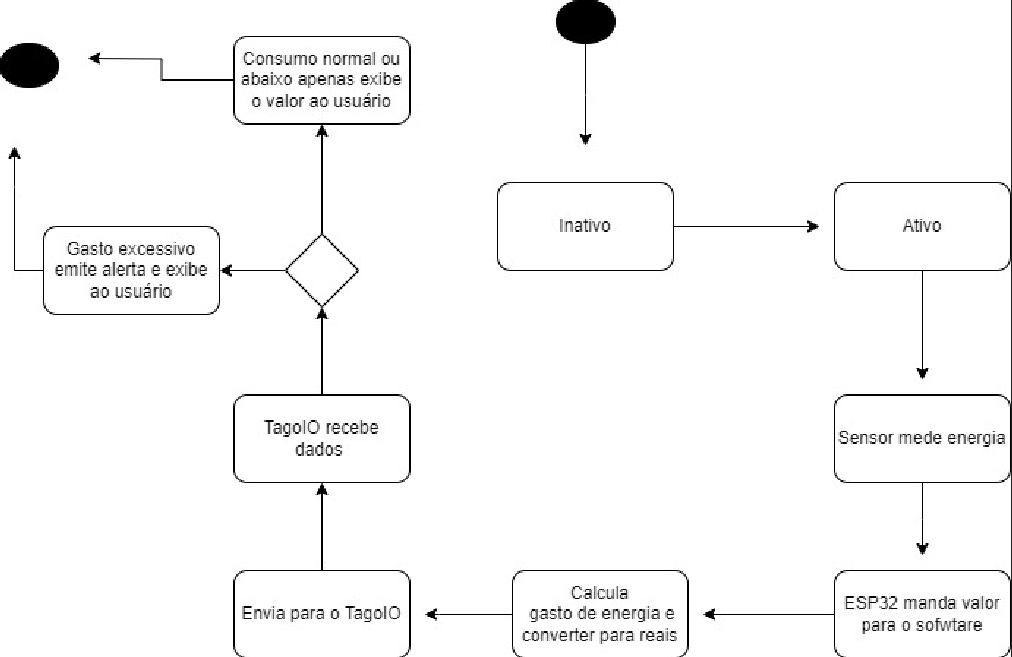 Consumo normal ou
abaixo apenas exibe
o valor ao usuário
Inativo
Ativo
Gasto excessivo
emite alerta e exibe
ao usuário
TagoIO recebe
dados
Sensor mede energia
Envia para o TagoIO
Calcula
gasto de energia e
converter para reais
ESP32 manda valor
para o sofwtare